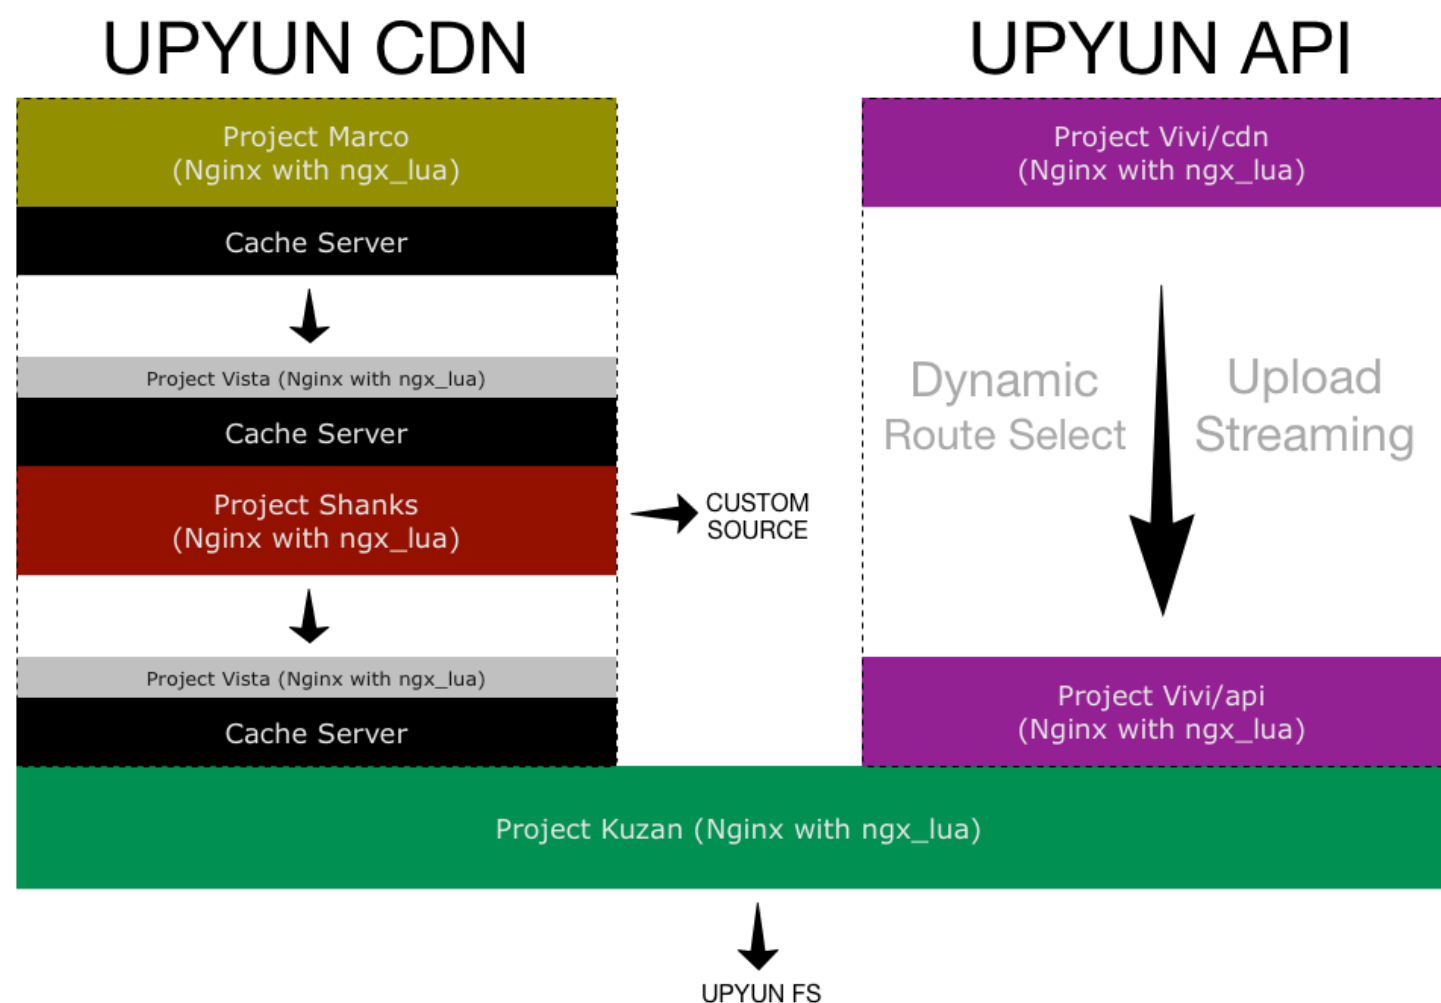 UPYUN CDN
UPYUN API
Project Marco
(Nginx with ngx_lua)
Cache Server
Project Vista (Nginx with ngx_lua)
Cache Server
Project Shanks
(Nginx with ngx_lua)
CUSTOM
SOURCE
Project Vista (Nginx with ngx_lua)
Cache Server
Project Vivi/cdn
(Nginx with ngx_lua)
Dynamic
Route Select
Upload
Streaming
Project Vivi/api
(Nginx with ngx_lua)
Project Kuzan (Nginx with ngx_lua)
UPYUN FS